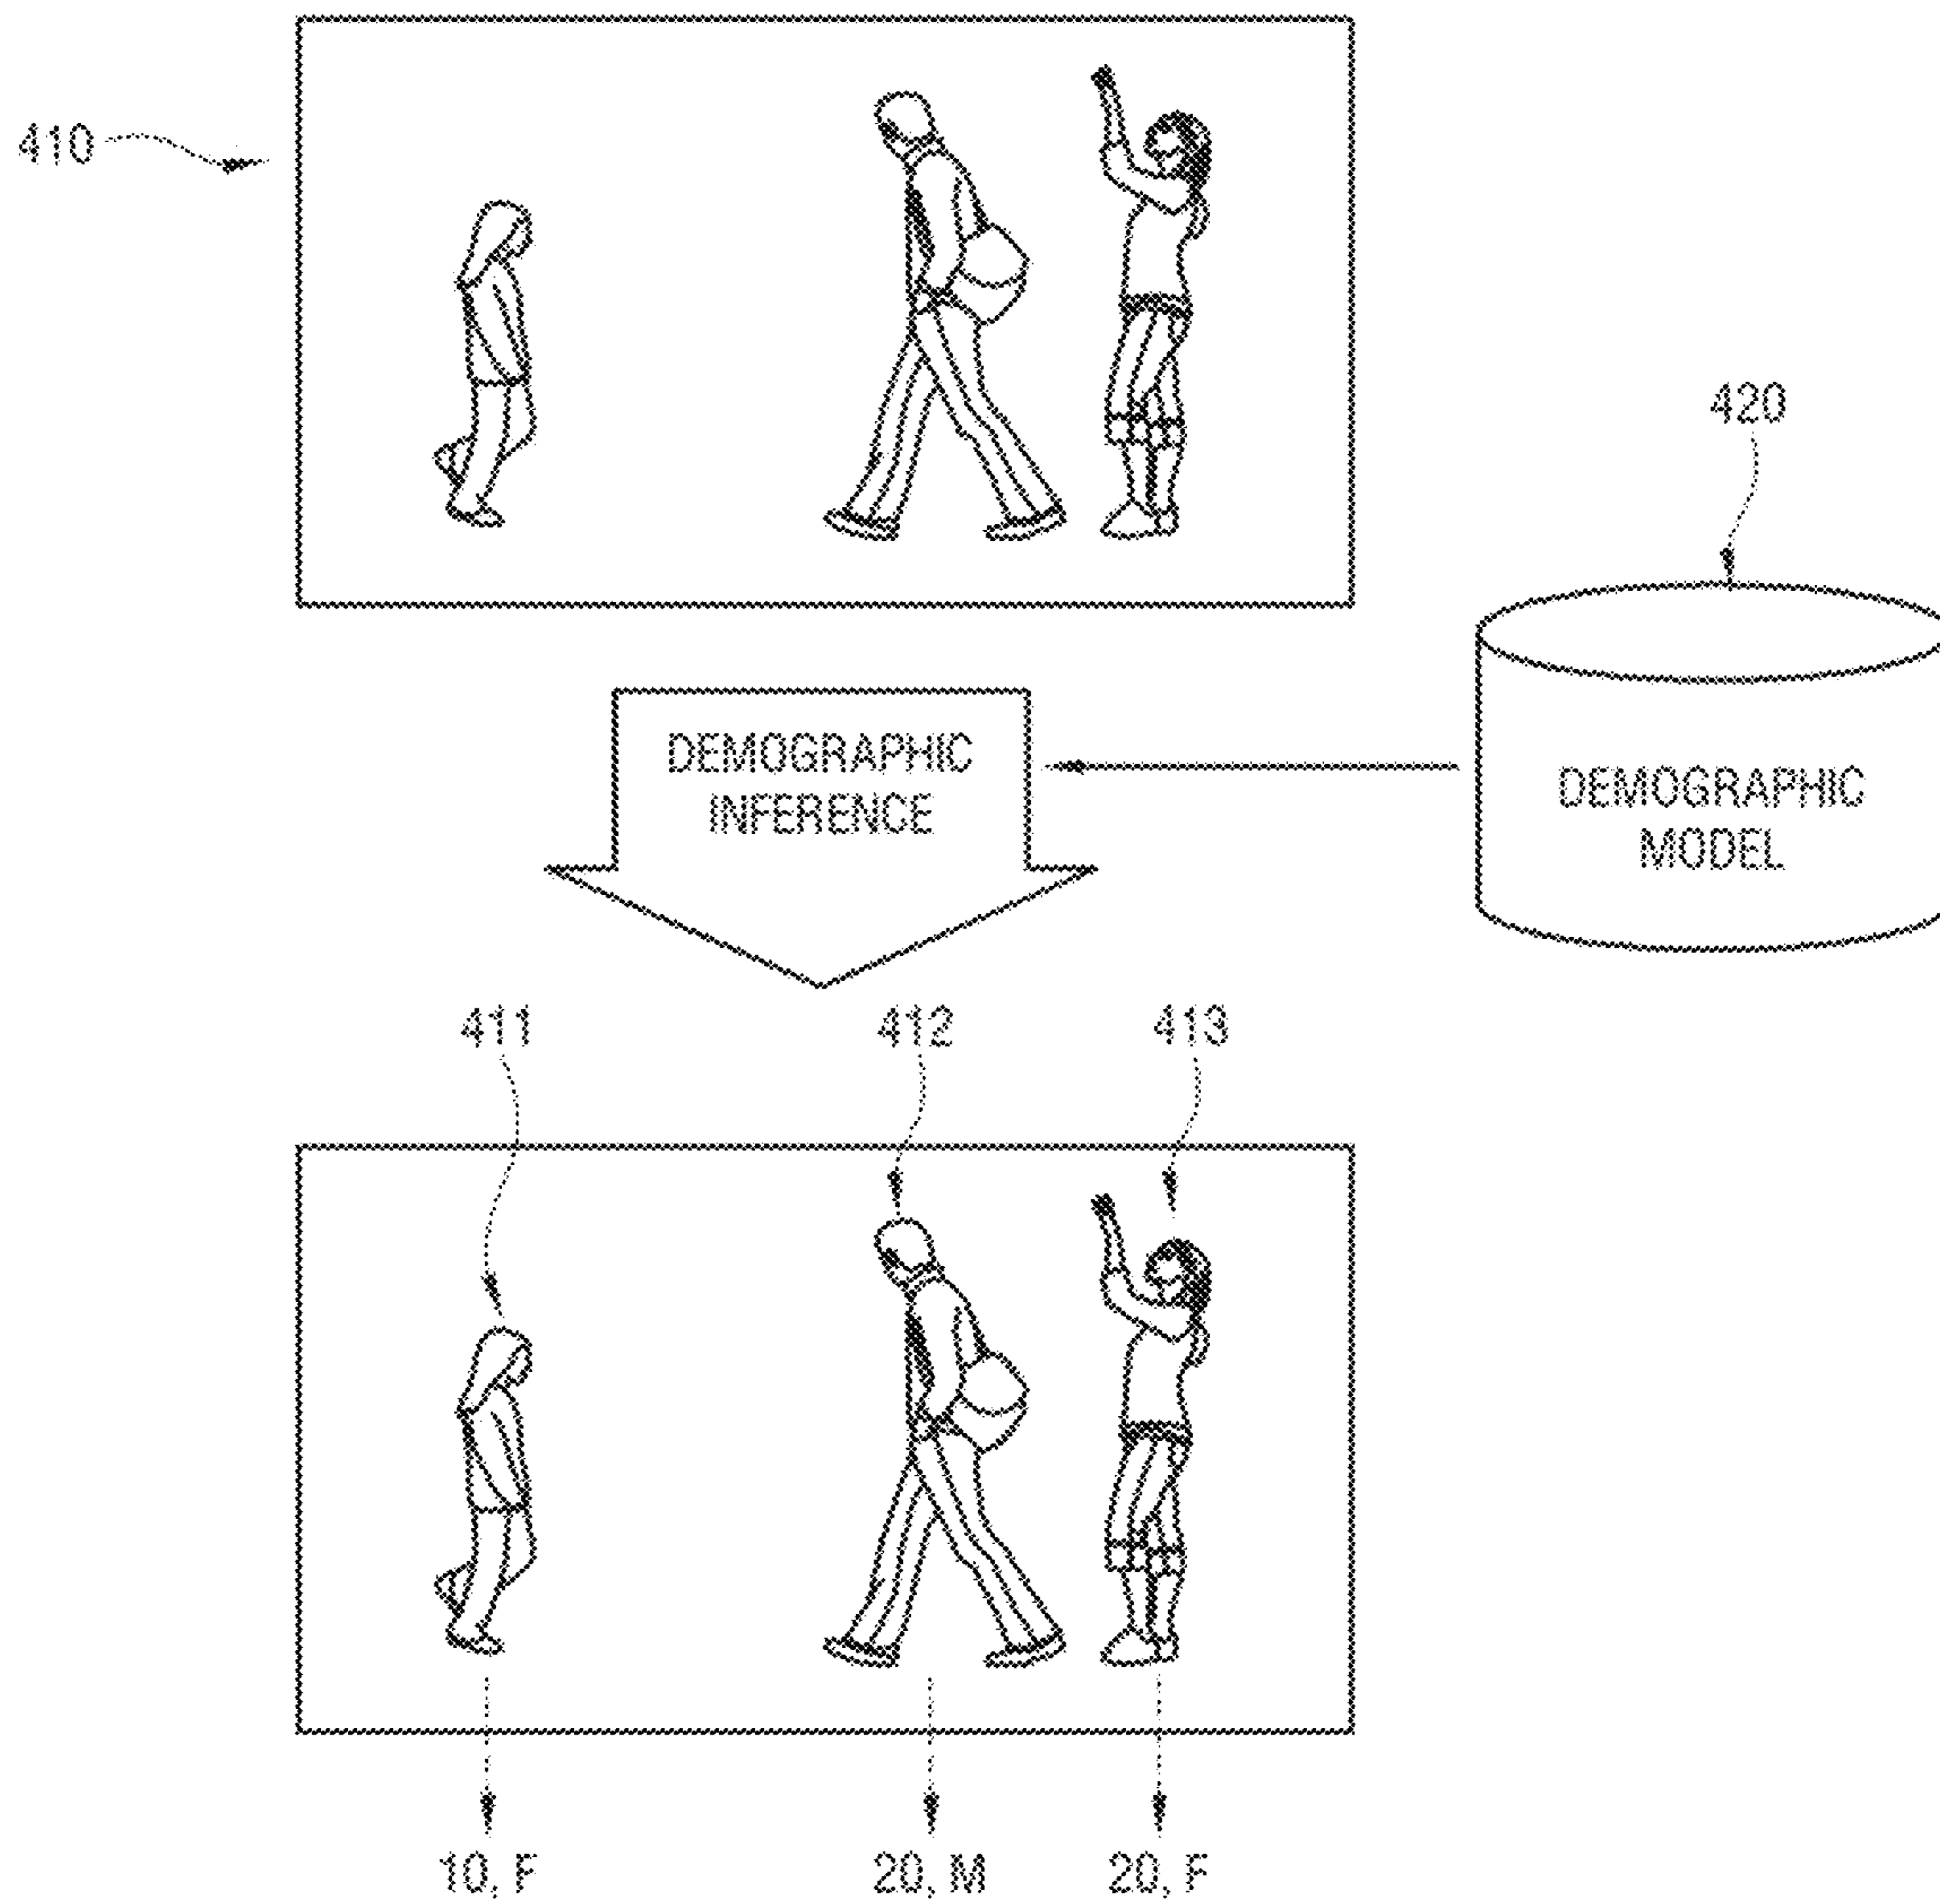 410
420
DEMOGRAPHIC
INFERENCE
DEMOGRAPHIC
MODEL
411
412
413
10, F
20, M
20, F